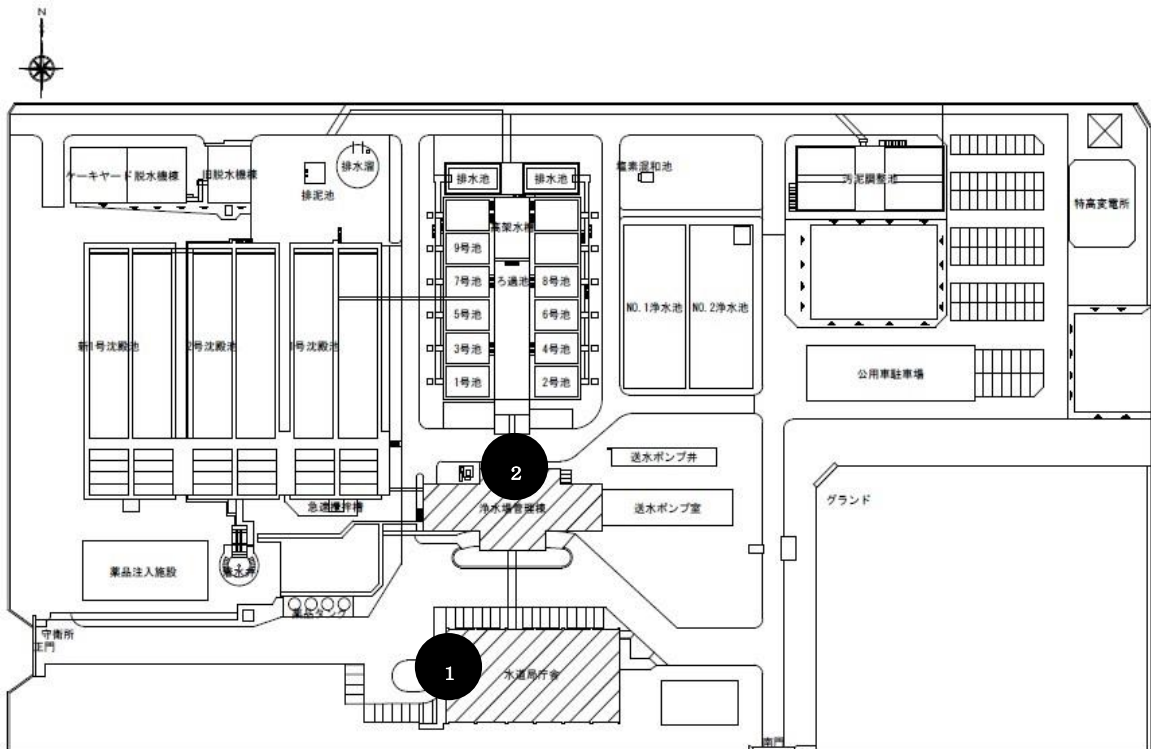 N
ケーキヤード
脱水機棟
旧脱水機棟
排泥池
排水溜
排水池
排水池
塩素混和池
汚泥調整池
特高変電所
高架水槽
9号池
7号池
ろ過池
8号池
5号池
6号池
3号池
4号池
1号池
2号池
NO.1浄水池
NO.2浄水池
新1号沈殿池
2号沈殿池
1号沈殿池
公用車駐車場
2
送水ポンプ井
急速攪拌槽
浄水場管理棟
送水ポンプ室
グランド
薬品注入施設
着水井
薬品タンク
守衛所
正門
1
水道局庁舎
南門